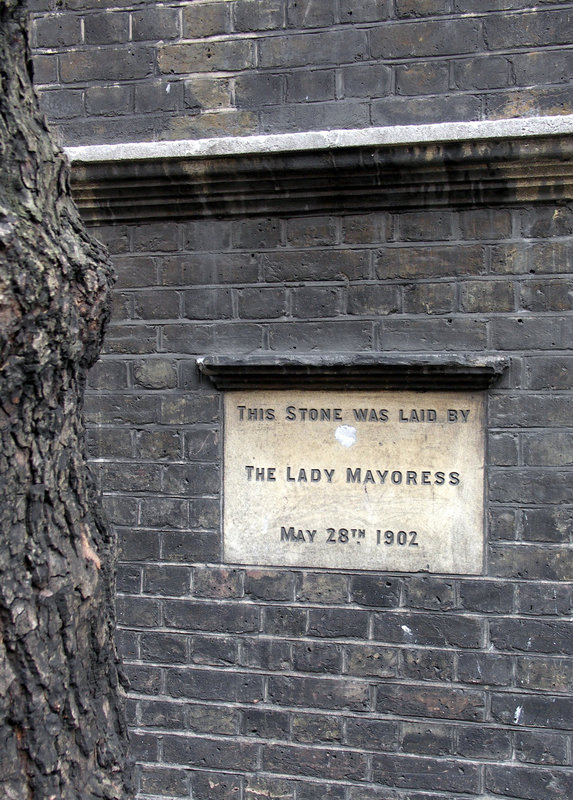 This Stone was laid by
The Lady Mayoress
May 28th 1902